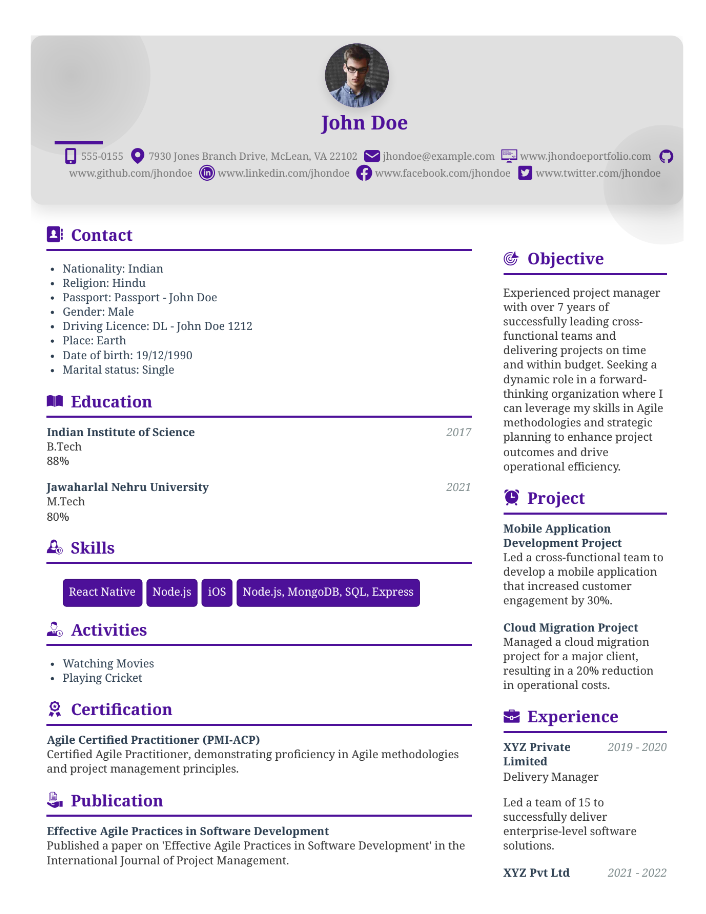 John Doe
555-0155 7930 Jones Branch Drive, McLean, VA 22102 jhondoe@example.com www.jhondoeportfolio.com
www.github.com/jhondoe www.linkedin.com/jhondoe www.facebook.com/jhondoe www.twitter.com/jhondoe
Contact
• Nationality: Indian
• Religion: Hindu
• Passport: Passport - John Doe
• Gender: Male
• Driving Licence: DL - John Doe 1212
• Place: Earth
• Date of birth: 19/12/1990
• Marital status: Single
Education
Indian Institute of Science 2017
B.Tech
88%
Jawaharlal Nehru University 2021
M.Tech
80%
Skills
React Native Node.js iOS Node.js, MongoDB, SQL, Express
Activities
• Watching Movies
• Playing Cricket
Certification
Agile Certified Practitioner (PMI-ACP)
Certified Agile Practitioner, demonstrating proficiency in Agile methodologies
and project management principles.
Publication
Effective Agile Practices in Software Development
Published a paper on 'Effective Agile Practices in Software Development' in the
International Journal of Project Management.
Objective
Experienced project manager
with over 7 years of
successfully leading cross-
functional teams and
delivering projects on time
and within budget. Seeking a
dynamic role in a forward-
thinking organization where I
can leverage my skills in Agile
methodologies and strategic
planning to enhance project
outcomes and drive
operational efficiency.
Project
Mobile Application
Development Project
Led a cross-functional team to
develop a mobile application
that increased customer
engagement by 30%.
Cloud Migration Project
Managed a cloud migration
project for a major client,
resulting in a 20% reduction
in operational costs.
Experience
XYZ Private 2019 - 2020
Limited
Delivery Manager
Led a team of 15 to
successfully deliver
enterprise-level software
solutions.
XYZ Pvt Ltd 2021 - 2022